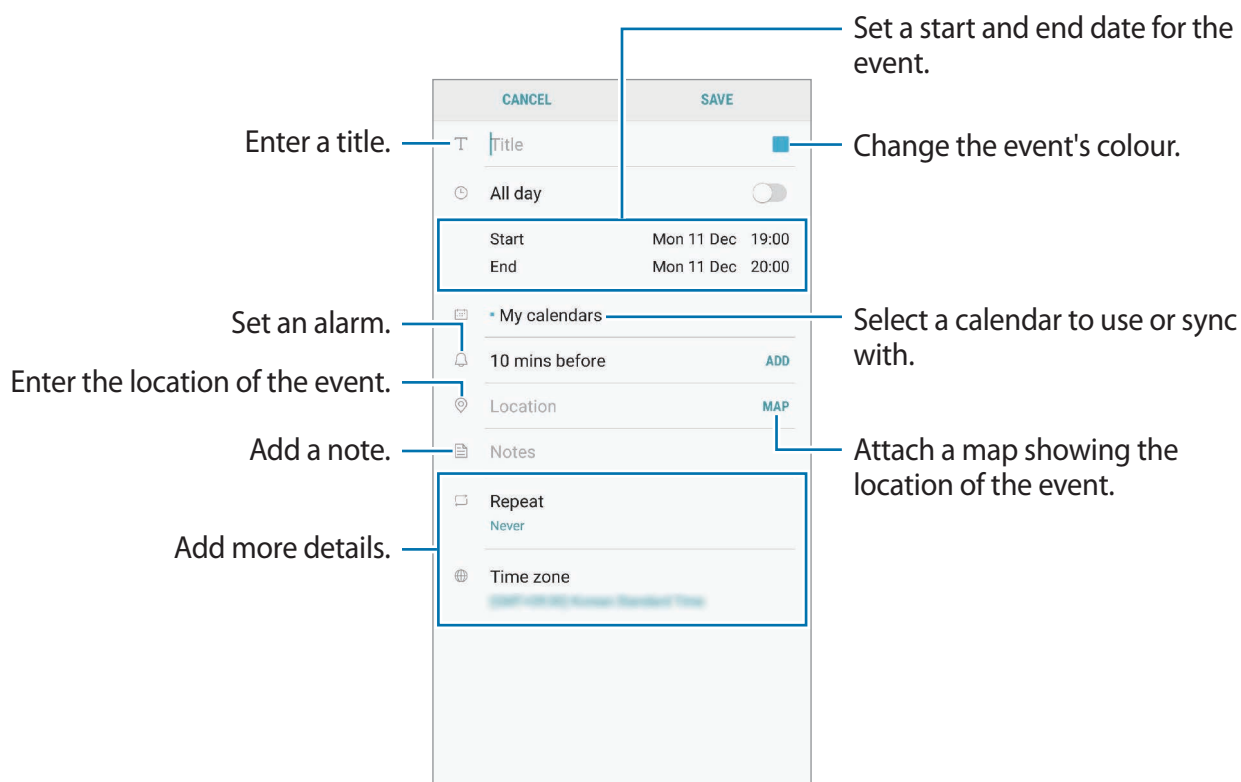 Set a start and end date for the
event.
CANCEL SAVE
Enter a title.
T Title
Change the event's colour.
All day
Start Mon 11 Dec 19:00
End Mon 11 Dec 20:00
Set an alarm.
My calendars
Select a calendar to use or sync
with.
10 mins before ADD
Enter the location of the event.
Location MAP
Add a note.
Notes
Attach a map showing the
location of the event.
Repeat
Never
Add more details.
Time zone